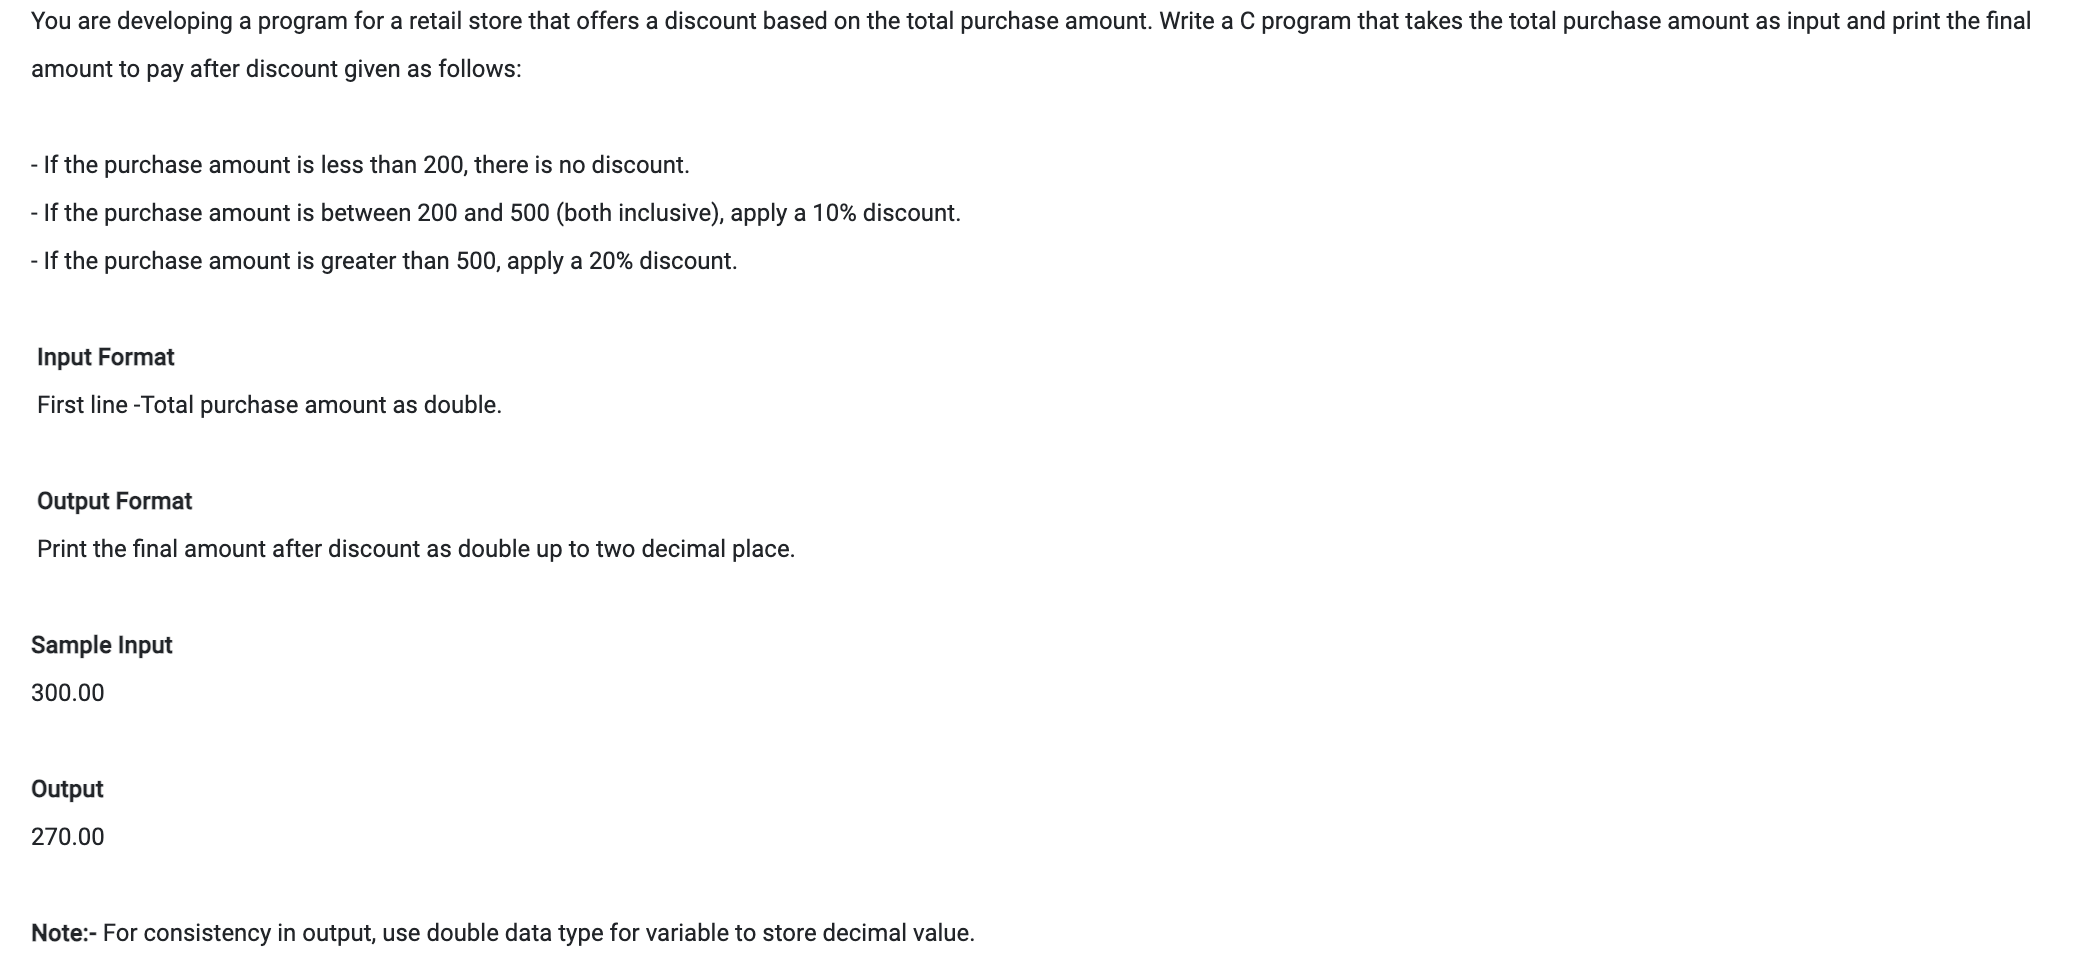 You are developing a program for a retail store that offers a discount based on the total purchase amount. Write a C program that takes the total purchase amount as input and print the final
amount to pay after discount given as follows:
- If the purchase amount is less than 200, there is no discount.
- If the purchase amount is between 200 and 500 (both inclusive), apply a 10% discount.
- If the purchase amount is greater than 500, apply a 20% discount.
Input Format
First line -Total purchase amount as double.
Output Format
Print the final amount after discount as double up to two decimal place.
Sample Input
300.00
Output
270.00
Note:- For consistency in output, use double data type for variable to store decimal value.